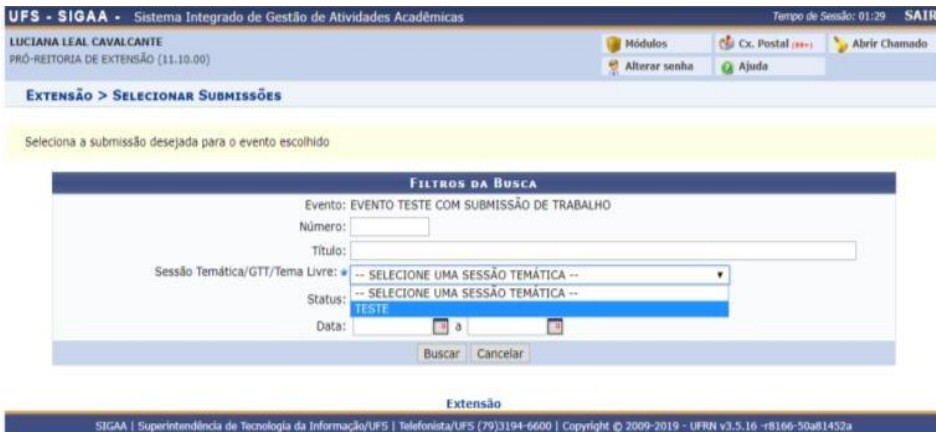 UFS - SIGAA - Sistema Integrado de Gestão de Atividades Acadêmicas Tempo de Sessão: 01:29 SAIR
LUCIANA LEAL CAVALCANTE Módulos Cx. Postal (99+) Abrir Chamado
PRÓ-REITORIA DE EXTENSÃO (11.10.00) Alterar senha Ajuda
EXTENSÃO > SELECIONAR SUBMISSÕES
Seleciona a submissão desejada para o evento escolhido
FILTROS DA BUSCA
Evento: EVENTO TESTE COM SUBMISSÃO DE TRABALHO
Número:
Título:
Sessão Temática/GTT/Tema Livre: -- SELECIONE UMA SESSÃO TEMÁTICA --
-- SELECIONE UMA SESSÃO TEMÁTICA --
Status: TESTE
Data: a
Buscar Cancelar
Extensão
SIGAA | Superintendência de Tecnologia da Informação/UFS | Telefonista/UFS (79)3194-6600 | Copyright © 2009-2019 - UFRN v3.5.16 -r8166-50a81452a